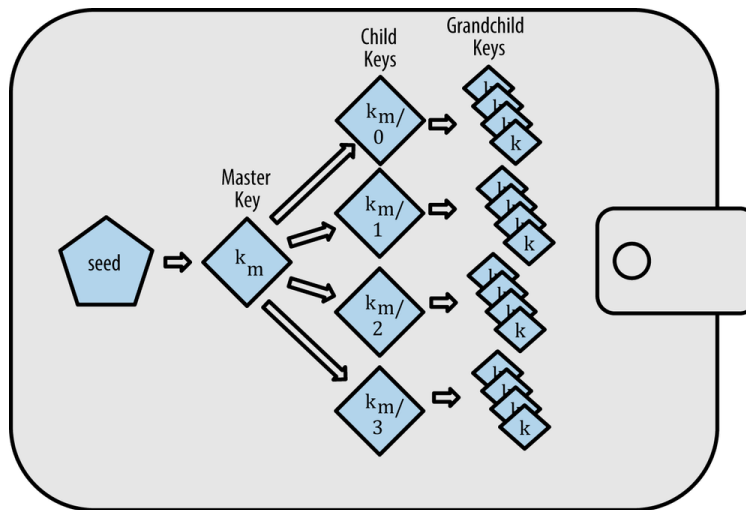 Child
Keys
Grandchild
Keys
Master
Key
seed
k m
k m/
0
k m/
1
k m/
2
k m/
3
k
k
k
k